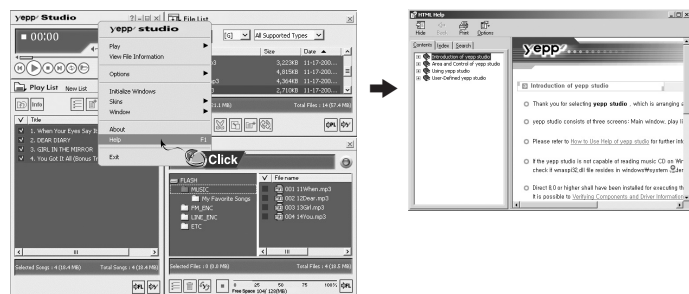 yepp' Studio
00:00
Play List New List
Info
Title
1. When Your Eyes Say It
2. DEAR DIARY
3. GIRL IN THE MIRROR
4. You Got It All (Bonus Tr
Selected Songs : 4 (18.4 MB) Total Songs : 4 (18.4 MB)
yepp' studio
Play
View File Information
Options
Initialize Windows
Skins
Window
About
Help F1
Exit
Click
File List
[G] All Supported Types
Size Date
3,223KB 11-17-200...
4,815KB 11-17-200...
4,364KB 11-17-200...
2,710KB 11-17-200...
Total Files : 14 (57.4 MB)
FLASH
MUSIC
My Favorite Songs
FM_ENC
LINE_ENC
ETC
File name
001 11When.mp3
002 12Dear.mp3
003 13Girl.mp3
004 14You.mp3
Selected Files : 0 (0.0 MB) Total Files : 4 (18.5 MB)
0 25 50 75 100%
Free Space 104/ 128(MB)
HTML Help
Hide Back Print Options
Contents Index Search
Introduction of yepp studio
Area and Control of yepp studio
Using yepp studio
User-Defined yepp studio
yepp'
Introduction of yepp studio
Thank you for selecting yepp studio , which is arranging a
yepp studio consists of three screens: Main window, play li
Please refer to How to Use Help of yepp studio for further info
If the yepp studio is not capable of reading music CD on Win
check if wnaspi32.dll file resides in windows₩system.
Direct 8.0 or higher shall have been installed for executing th
It is possible to Verifying Components and Driver Information